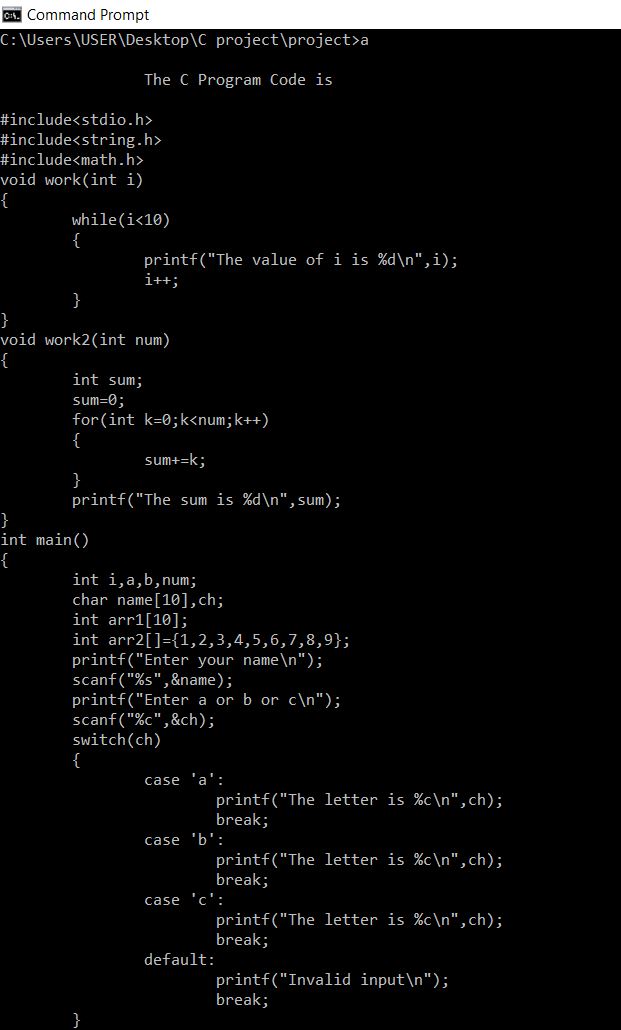 Command Prompt
C:\Users\USER\Desktop\C project\project>a
The C Program Code is
#include<stdio.h>
#include<string.h>
#include<math.h>
void work(int i)
{
        while(i<10)
        {
                printf("The value of i is %d\n",i);
                i++;
        }
}
void work2(int num)
{
        int sum;
        sum=0;
        for(int k=0;k<num;k++)
        {
                sum+=k;
        }
        printf("The sum is %d\n",sum);
}
int main()
{
        int i,a,b,num;
        char name[10],ch;
        int arr1[10];
        int arr2[]={1,2,3,4,5,6,7,8,9};
        printf("Enter your name\n");
        scanf("%s",&name);
        printf("Enter a or b or c\n");
        scanf("%c",&ch);
        switch(ch)
        {
                case 'a':
                        printf("The letter is %c\n",ch);
                        break;
                case 'b':
                        printf("The letter is %c\n",ch);
                        break;
                case 'c':
                        printf("The letter is %c\n",ch);
                        break;
                default:
                        printf("Invalid input\n");
                        break;
        }